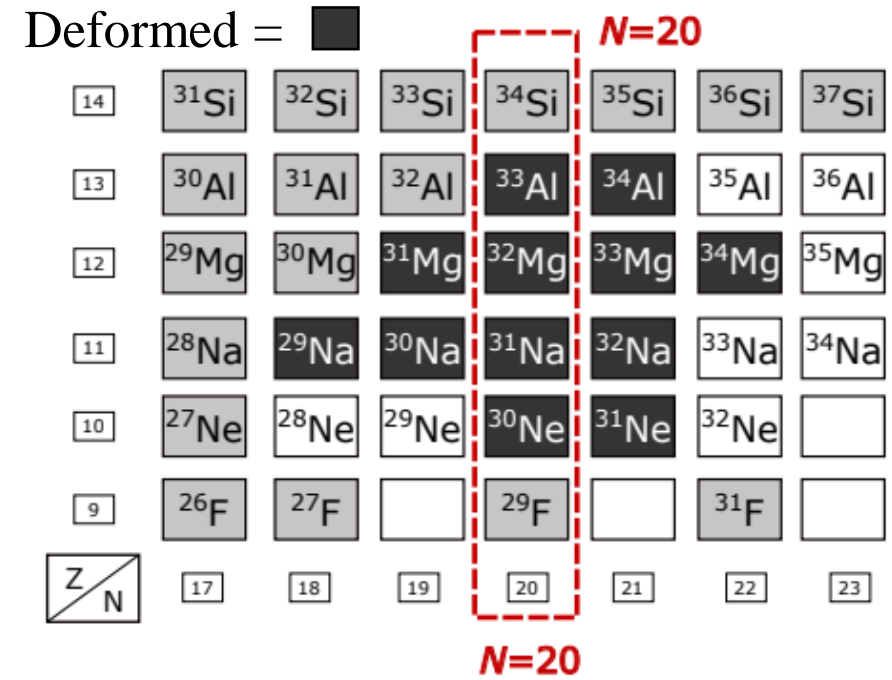 Deformed =
N=20
14 ³¹Si ³²Si ³³Si ³⁴Si ³⁵Si ³⁶Si ³⁷Si
13 ³⁰Al ³¹Al ³²Al ³³Al ³⁴Al ³⁵Al ³⁶Al
12 ²⁹Mg ³⁰Mg ³¹Mg ³²Mg ³³Mg ³⁴Mg ³⁵Mg
11 ²⁸Na ²⁹Na ³⁰Na ³¹Na ³²Na ³³Na ³⁴Na
10 ²⁷Ne ²⁸Ne ²⁹Ne ³⁰Ne ³¹Ne ³²Ne
9 ²⁶F ²⁷F ²⁹F ³¹F
Z N 17 18 19 20 21 22 23
N=20